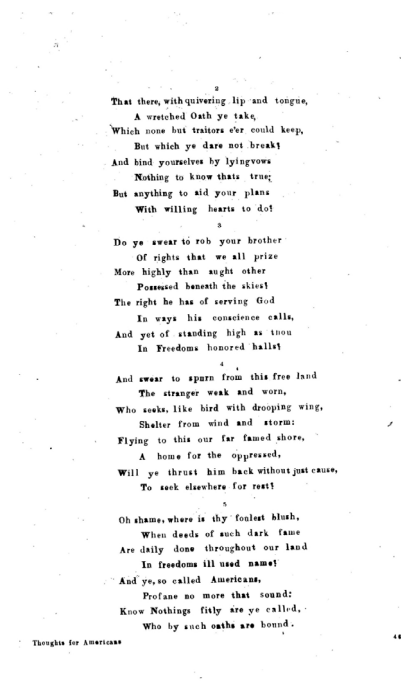 2
That there, with quivering lip and tongue,
A wretched Oath ye take,
Which none but traitors e'er could keep,
But which ye dare not break?
And bind yourselves by lyingvows
Nothing to know thats true;
But anything to aid your plans
With willing hearts to do?
3
Do ye swear to rob your brother
Of rights that we all prize
More highly than aught other
Possessed beneath the skies?
The right he has of serving God
In ways his conscience calls,
And yet of standing high as thou
In Freedoms honored halls?
4
And swear to spurn from this free land
The stranger weak and worn,
Who seeks, like bird with drooping wing,
Shelter from wind and storm:
Flying to this our far famed shore,
A home for the oppressed,
Will ye thrust him back without just cause,
To seek elsewhere for rest?
5
Oh shame, where is thy foulest blush,
When deeds of such dark fame
Are daily done throughout our land
In freedoms ill used name?
And ye, so called Americans,
Profane no more that sound:
Know Nothings fitly are ye called,
Who by such oaths are bound.
Thoughts for Americans